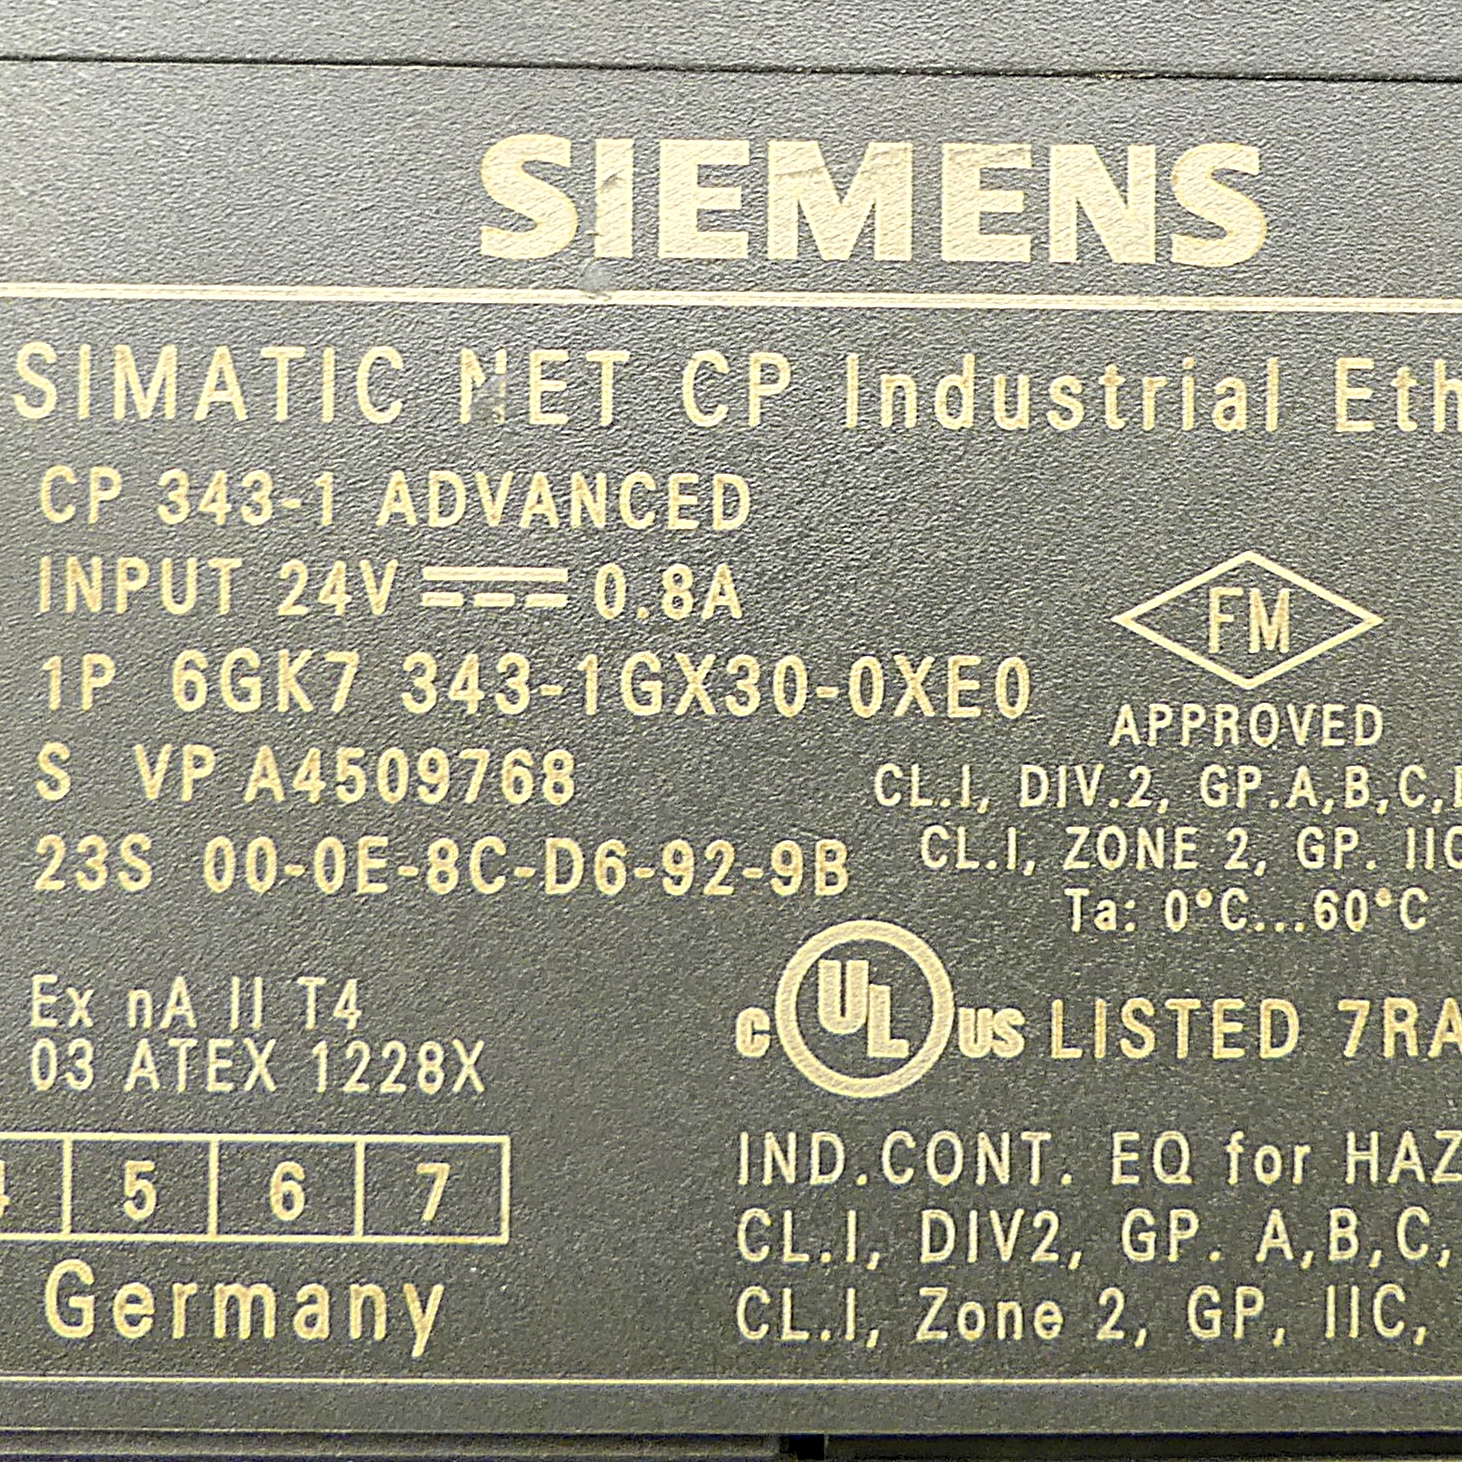 SIEMENS
SIMATIC NET CP Industrial Eth
CP 343-1 ADVANCED
INPUT 24V ⎓ 0.8A
1P 6GK7 343-1GX30-0XE0
S VP A4509768
23S 00-0E-8C-D6-92-9B
FM
APPROVED
CL.I, DIV.2, GP.A,B,C,
CL.I, ZONE 2, GP. IIC
Ta: 0°C...60°C
Ex nA II T4
03 ATEX 1228X
c UL us LISTED 7RA
4 5 6 7
Germany
IND.CONT. EQ for HAZ
CL.I, DIV2, GP. A,B,C,
CL.I, Zone 2, GP, IIC,